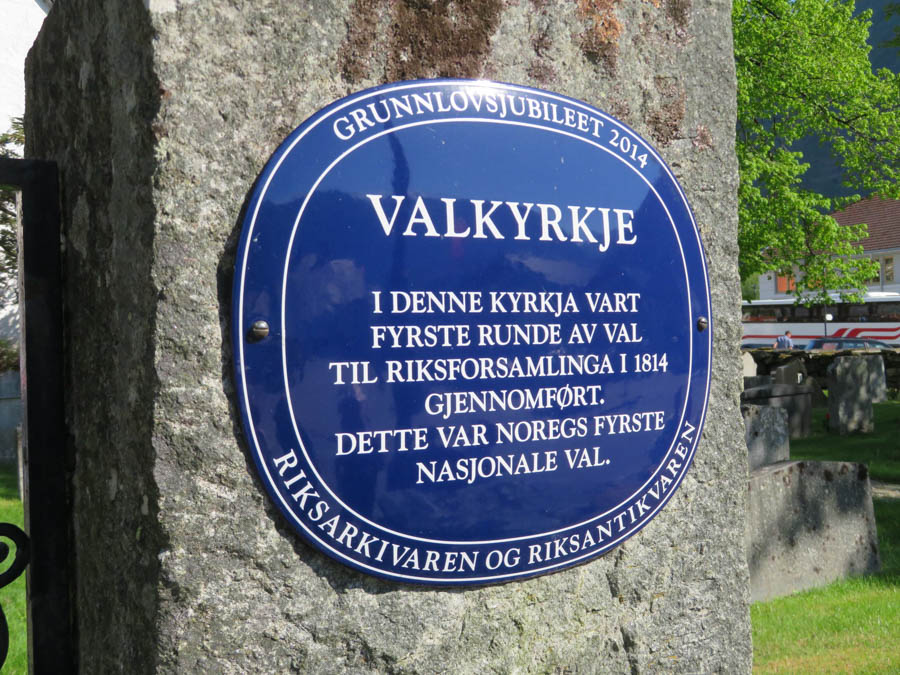 GRUNNLOVSJUBILEET 2014
VALKYRKJE
I DENNE KYRKJA VART
FYRSTE RUNDE AV VAL
TIL RIKSFORSAMLINGA I 1814
GJENNOMFØRT.
DETTE VAR NOREGS FYRSTE
NASJONALE VAL.
RIKSARKIVAREN OG RIKSANTIKVAREN